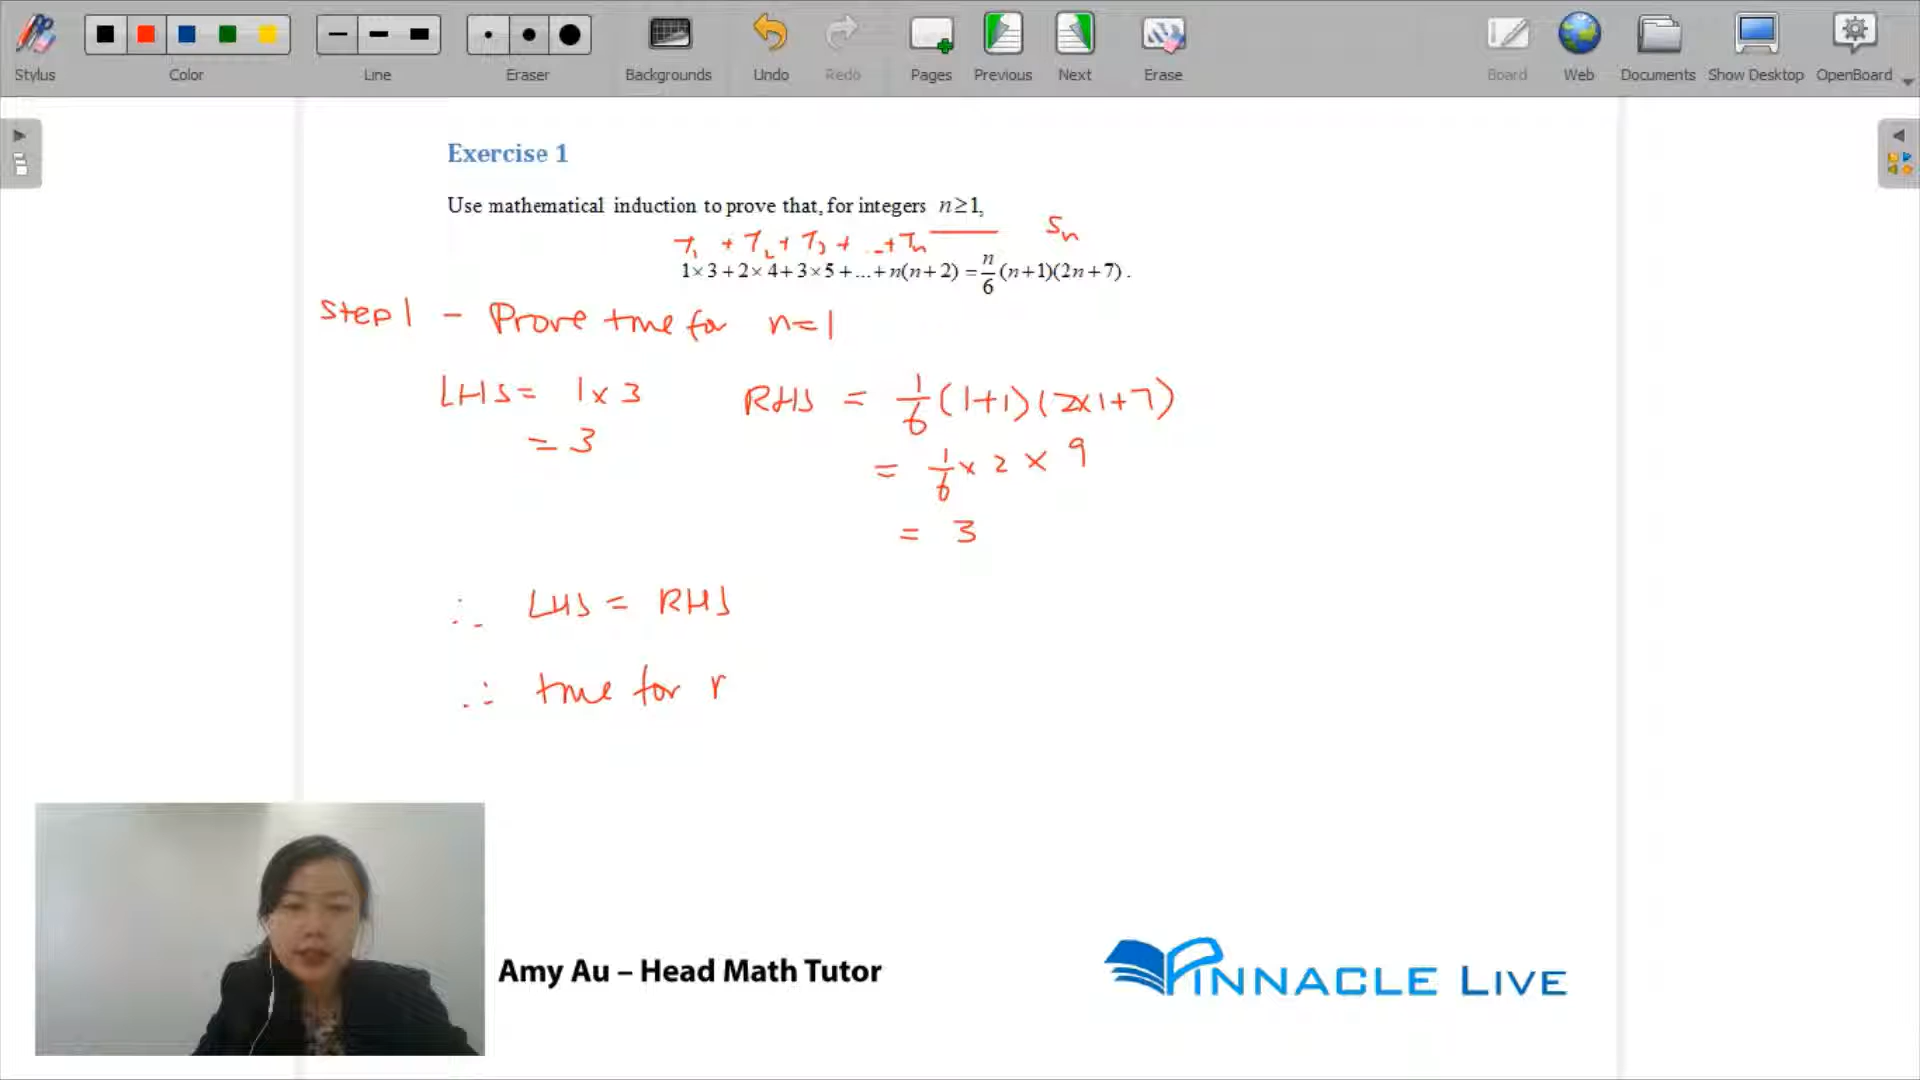 Stylus Color Line Eraser Backgrounds Undo Redo Pages Previous Next Erase Board Web Documents Show Desktop OpenBoard
Exercise 1
Use mathematical induction to prove that, for integers n≥1,
T₁ + T₂ + T₃ + ... + Tₙ Sₙ
1×3+2×4+3×5+...+n(n+2) = n/6 (n+1)(2n+7).
Step 1 - Prove true for n=1
LHS = 1×3 RHS = 1/6 (1+1)(2×1+7)
= 3 = 1/6 × 2 × 9
= 3
∴ LHS = RHS
∴ true for
Amy Au – Head Math Tutor
PINNACLE LIVE